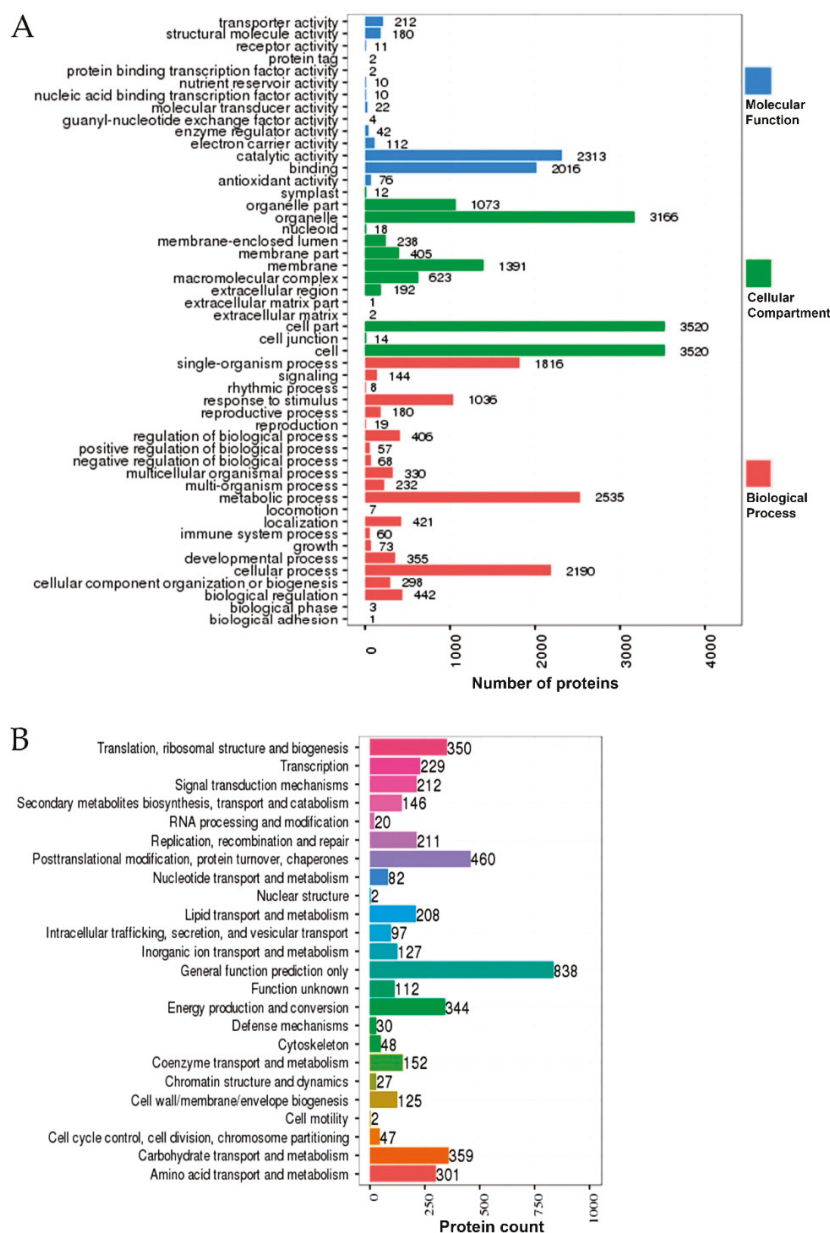 A
transporter activity 212
structural molecule activity 180
receptor activity 11
protein tag 2
protein binding transcription factor activity 2
nutrient reservoir activity 10
nucleic acid binding transcription factor activity 10
molecular transducer activity 22
guanyl-nucleotide exchange factor activity 4
enzyme regulator activity 42
electron carrier activity 112
catalytic activity 2313
binding 2016
antioxidant activity 76
symplast 12
organelle part 1073
organelle 3166
nucleoid 18
membrane-enclosed lumen 238
membrane part 405
membrane 1391
macromolecular complex 623
extracellular region 192
extracellular matrix part 1
extracellular matrix 2
cell part 3520
cell junction 14
cell 3520
single-organism process 1816
signaling 144
rhythmic process 8
response to stimulus 1036
reproductive process 180
reproduction 19
regulation of biological process 406
positive regulation of biological process 57
negative regulation of biological process 68
multicellular organismal process 330
multi-organism process 232
metabolic process 2535
locomotion 7
localization 421
immune system process 60
growth 73
developmental process 355
cellular process 2190
cellular component organization or biogenesis 298
biological regulation 442
biological phase 3
biological adhesion 1
0 1000 2000 3000 4000
Number of proteins
Molecular
Function
Cellular
Compartment
Biological
Process
B
Translation, ribosomal structure and biogenesis 350
Transcription 229
Signal transduction mechanisms 212
Secondary metabolites biosynthesis, transport and catabolism 146
RNA processing and modification 20
Replication, recombination and repair 211
Posttranslational modification, protein turnover, chaperones 460
Nucleotide transport and metabolism 82
Nuclear structure 2
Lipid transport and metabolism 208
Intracellular trafficking, secretion, and vesicular transport 97
Inorganic ion transport and metabolism 127
General function prediction only 838
Function unknown 112
Energy production and conversion 344
Defense mechanisms 30
Cytoskeleton 48
Coenzyme transport and metabolism 152
Chromatin structure and dynamics 27
Cell wall/membrane/envelope biogenesis 125
Cell motility 2
Cell cycle control, cell division, chromosome partitioning 47
Carbohydrate transport and metabolism 359
Amino acid transport and metabolism 301
0 250 500 750 1000
Protein count